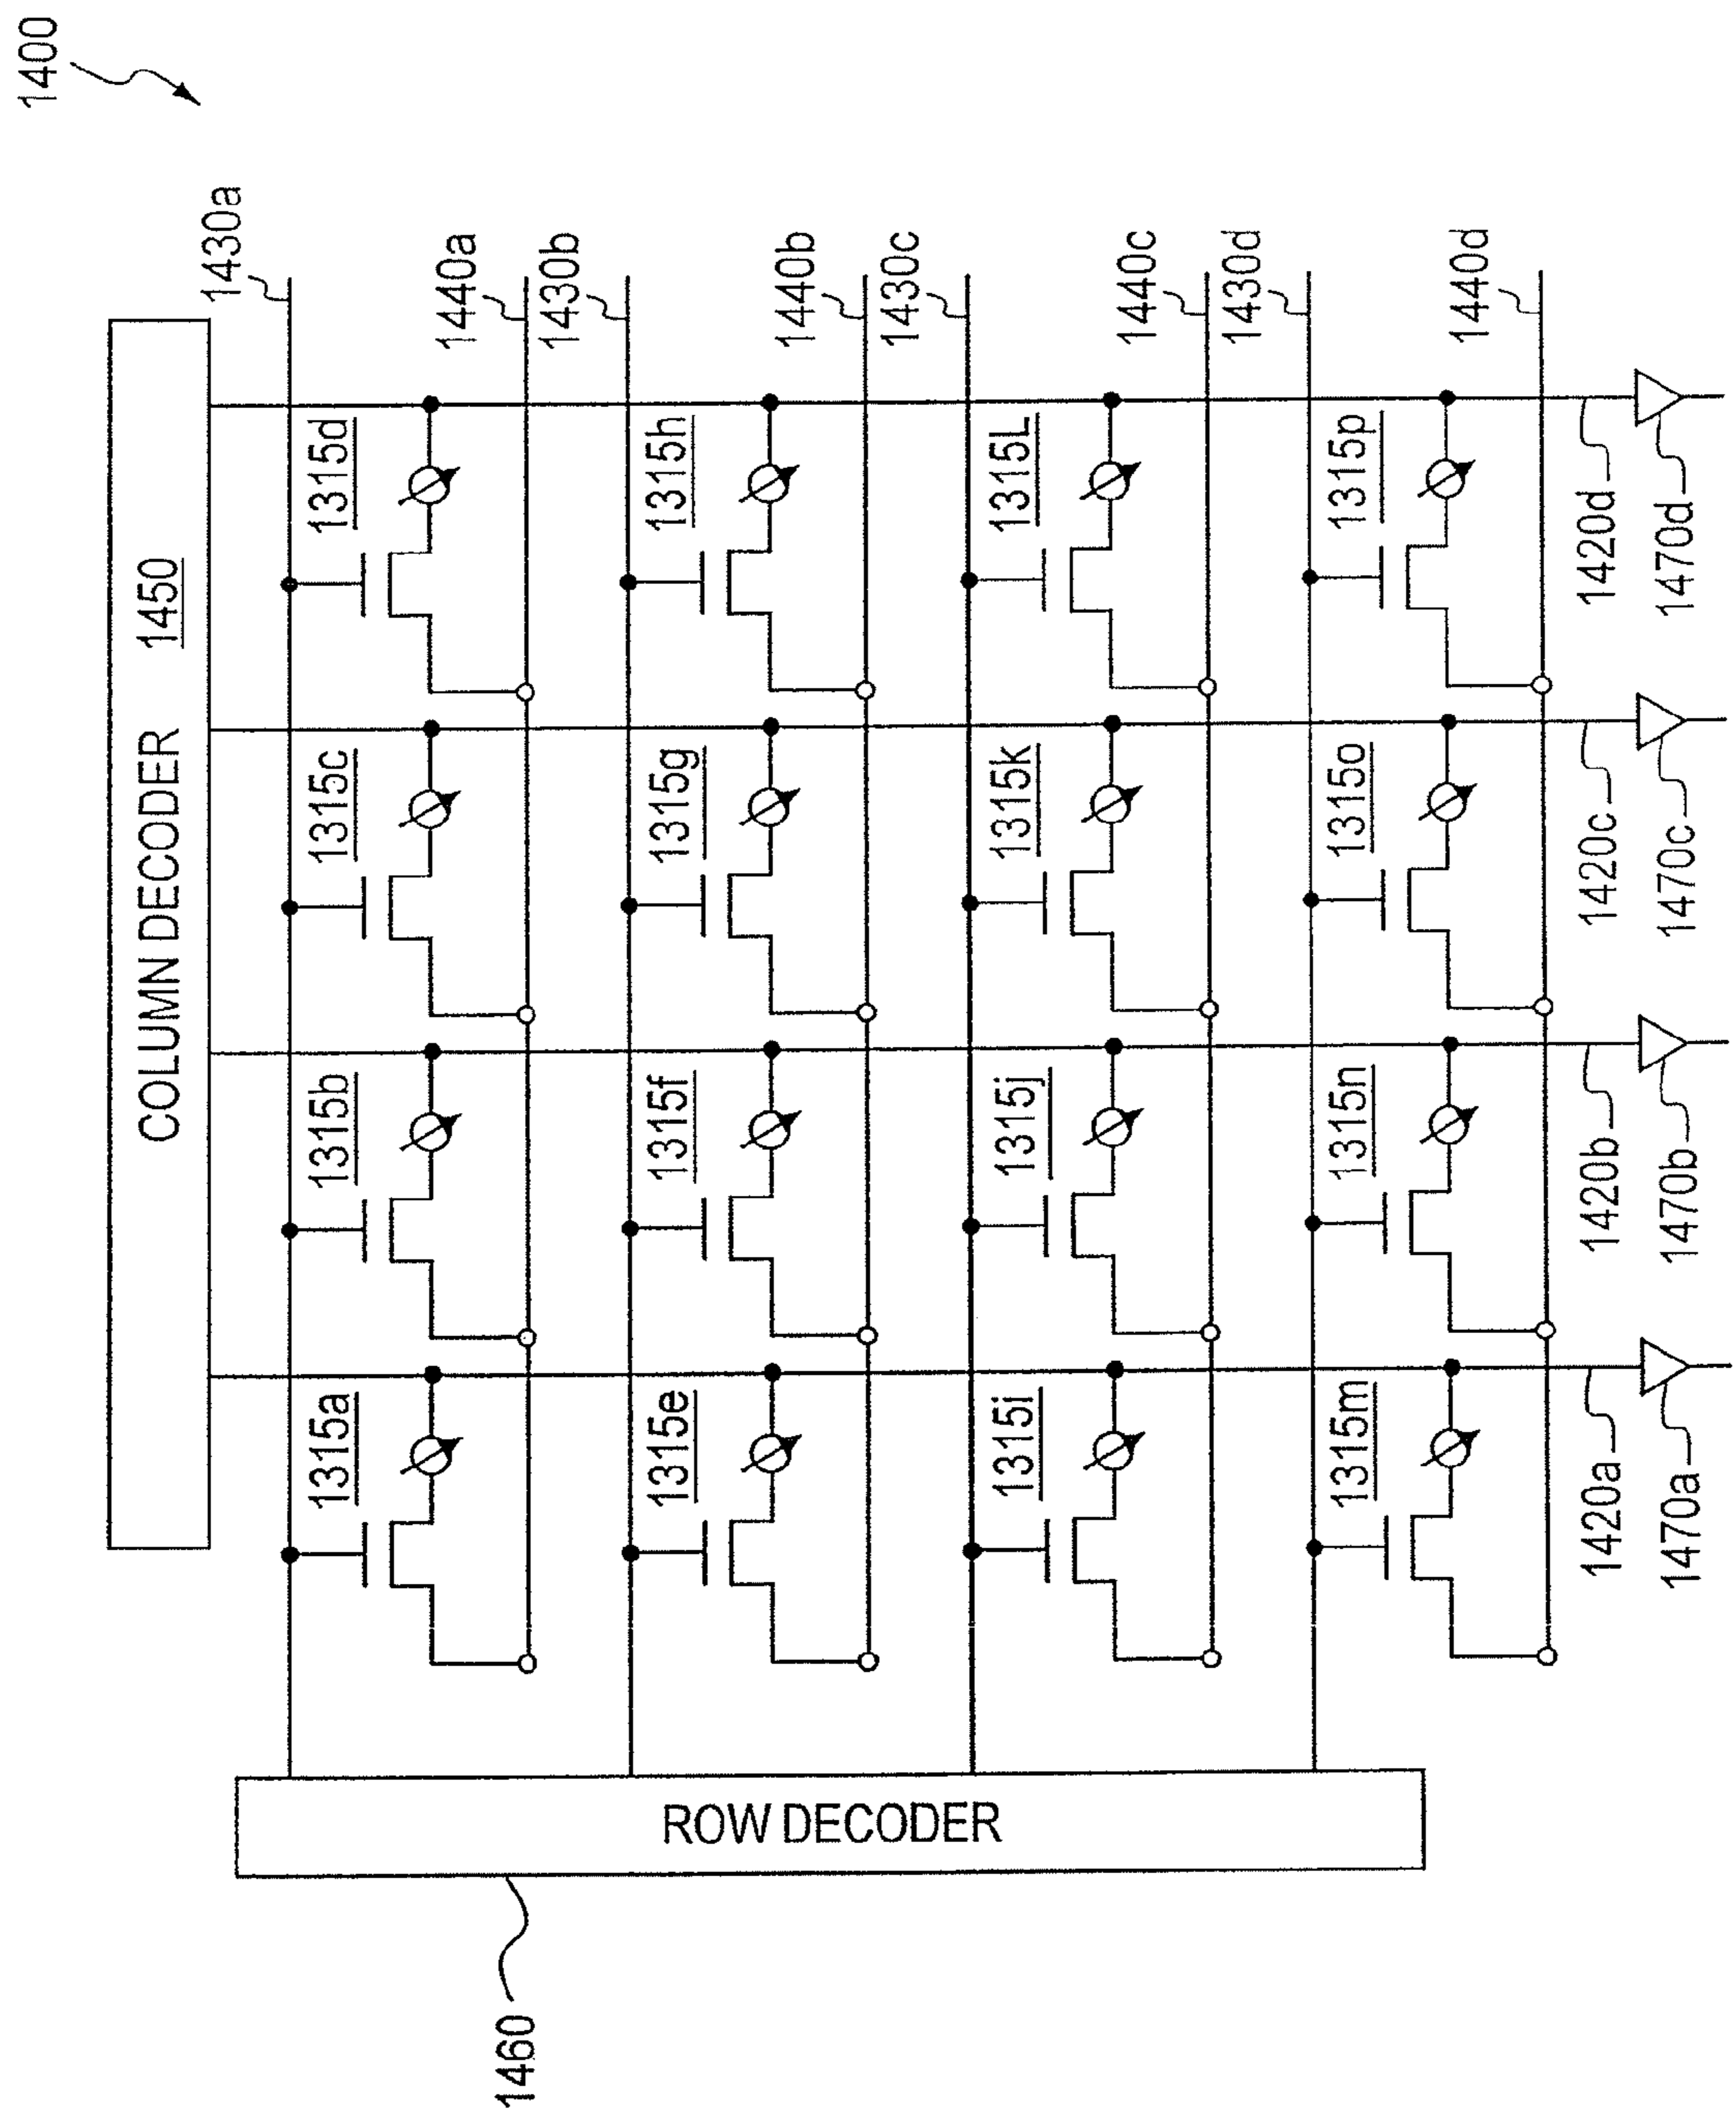 1400
COLUMN DECODER 1450
1430a
1315a
1315b
1315c
1315d
1440a
1430b
1315e
1315f
1315g
1315h
1440b
1430c
1315i
1315j
1315k
1315L
1440c
1430d
1315m
1315n
1315o
1315p
1440d
ROW DECODER
1460
1420a
1420b
1420c
1420d
1470a
1470b
1470c
1470d